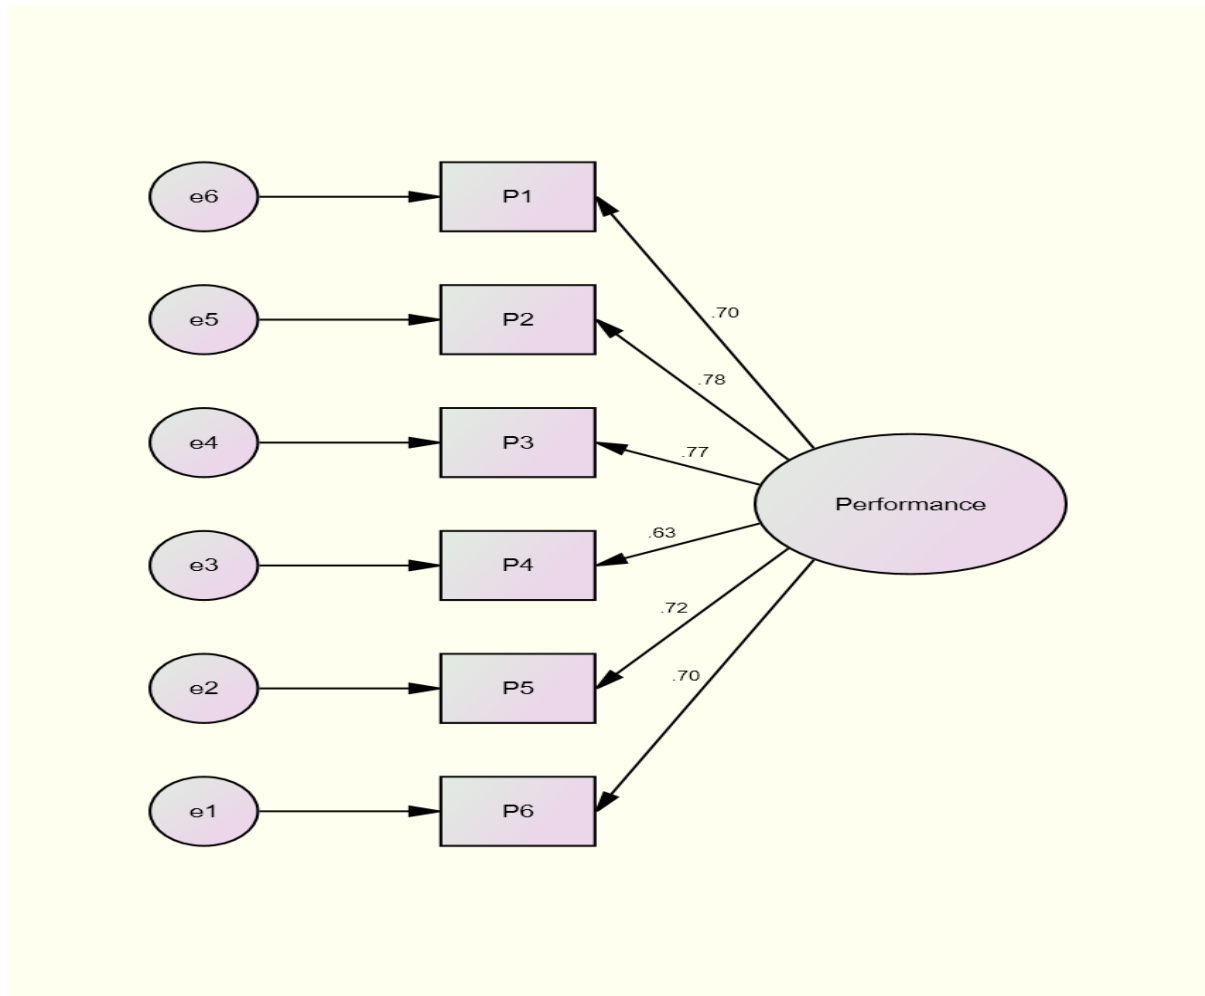 e6
P1
.70
e5
P2
.78
e4
P3
.77
Performance
.63
e3
P4
.72
e2
P5
.70
e1
P6